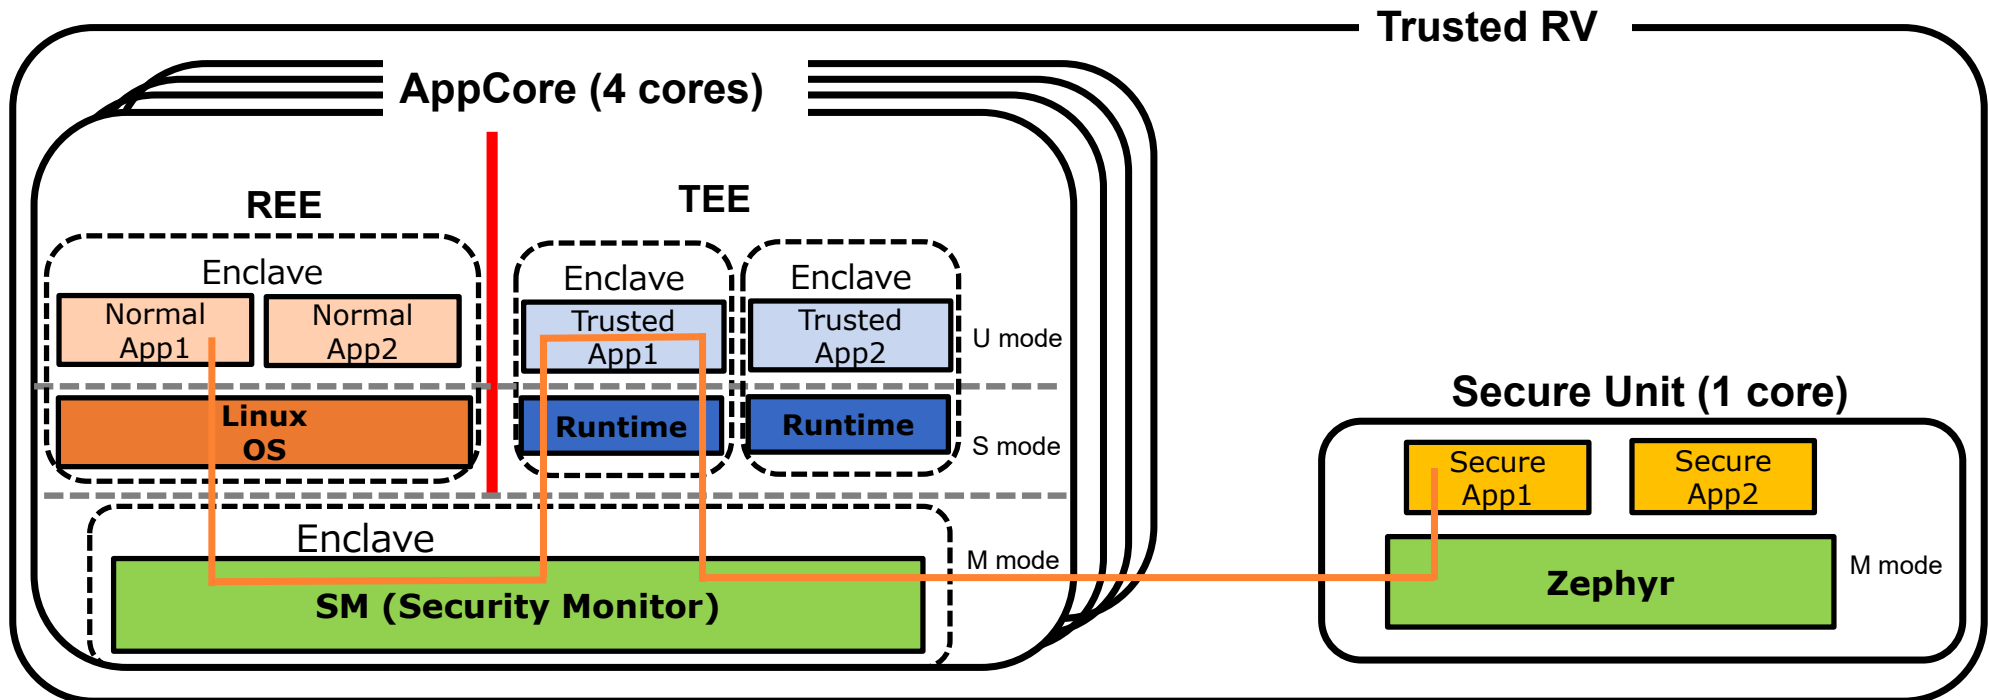 Trusted RV
AppCore (4 cores)
REE
TEE
Enclave
Normal
App1
Normal
App2
Enclave
Trusted
App1
Enclave
Trusted
App2
U mode
Linux
OS
Runtime
Runtime
S mode
Enclave
SM (Security Monitor)
M mode
Secure Unit (1 core)
Secure
App1
Secure
App2
Zephyr
M mode